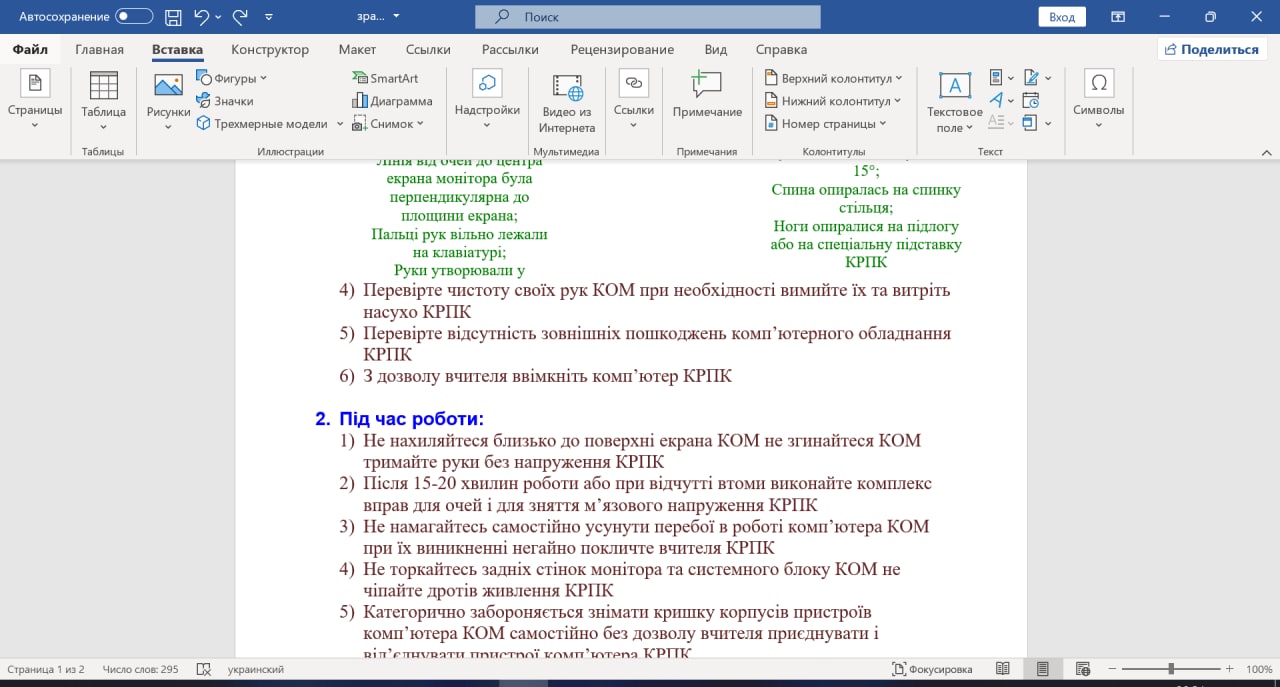 Автосохранение
зра...
Поиск
Вход
Файл
Главная
Вставка
Конструктор
Макет
Ссылки
Рассылки
Рецензирование
Вид
Справка
Поделиться
Страницы
Таблица
Таблицы
Рисунки
Фигуры
Значки
Трехмерные модели
SmartArt
Диаграмма
Снимок
Иллюстрации
Надстройки
Видео из
Интернета
Мультимедиа
Ссылки
Примечание
Примечания
Верхний колонтитул
Нижний колонтитул
Номер страницы
Колонтитулы
Текстовое
поле
Текст
Символы
Лінія від очей до центра
екрана монітора була
перпендикулярна до
площини екрана;
Пальці рук вільно лежали
на клавіатурі;
Руки утворювали у
15°;
Спина опиралась на спинку
стільця;
Ноги опиралися на підлогу
або на спеціальну підставку
КРПК
4) Перевірте чистоту своїх рук КОМ при необхідності вимийте їх та витріть
насухо КРПК
5) Перевірте відсутність зовнішніх пошкоджень комп’ютерного обладнання
КРПК
6) З дозволу вчителя ввімкніть комп’ютер КРПК
2. Під час роботи:
1) Не нахиляйтеся близько до поверхні екрана КОМ не згинайтеся КОМ
тримайте руки без напруження КРПК
2) Після 15-20 хвилин роботи або при відчутті втоми виконайте комплекс
вправ для очей і для зняття м’язового напруження КРПК
3) Не намагайтесь самостійно усунути перебої в роботі комп’ютера КОМ
при їх виникненні негайно покличте вчителя КРПК
4) Не торкайтесь задніх стінок монітора та системного блоку КОМ не
чіпайте дротів живлення КРПК
5) Категорично забороняється знімати кришку корпусів пристроїв
комп’ютера КОМ самостійно без дозволу вчителя приєднувати і
від’єднувати пристрої комп’ютера КРПК
Страница 1 из 2
Число слов: 295
украинский
Фокусировка
100%